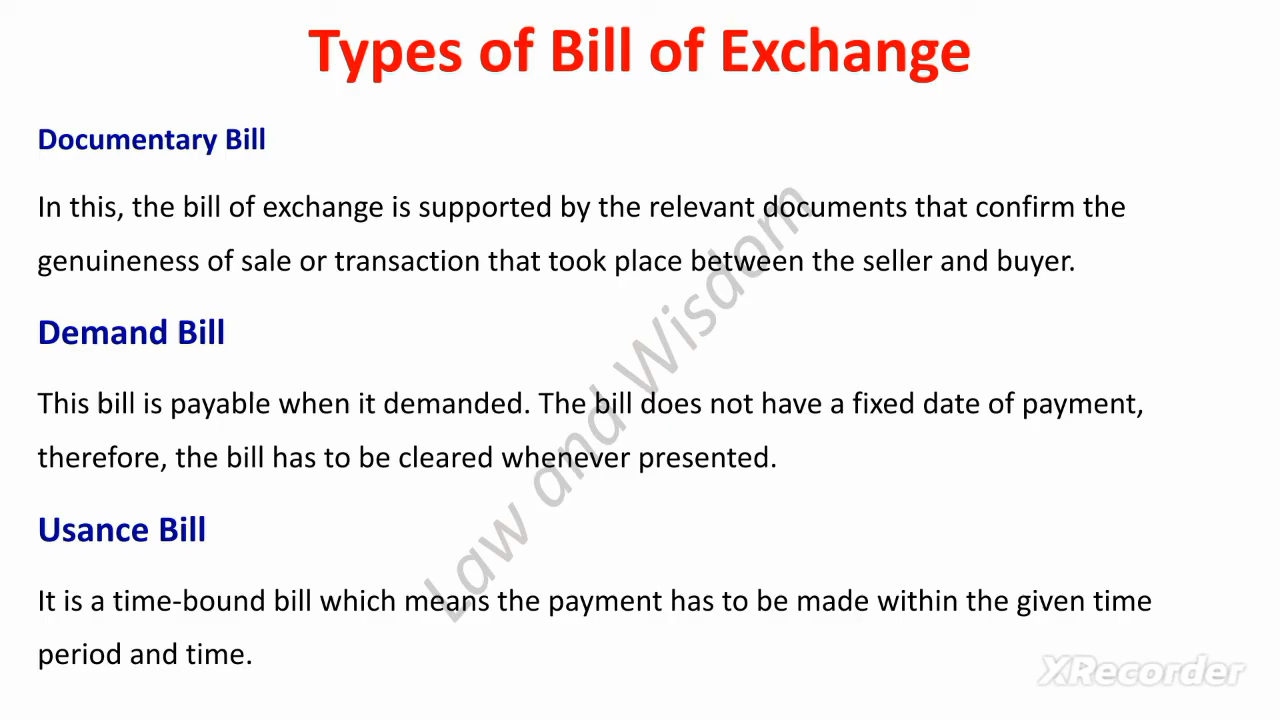 Types of Bill of Exchange
Documentary Bill
In this, the bill of exchange is supported by the relevant documents that confirm the
genuineness of sale or transaction that took place between the seller and buyer.
Demand Bill
This bill is payable when it demanded. The bill does not have a fixed date of payment,
therefore, the bill has to be cleared whenever presented.
Usance Bill
It is a time-bound bill which means the payment has to be made within the given time
period and time.
Law and Wisdom
XRecorder